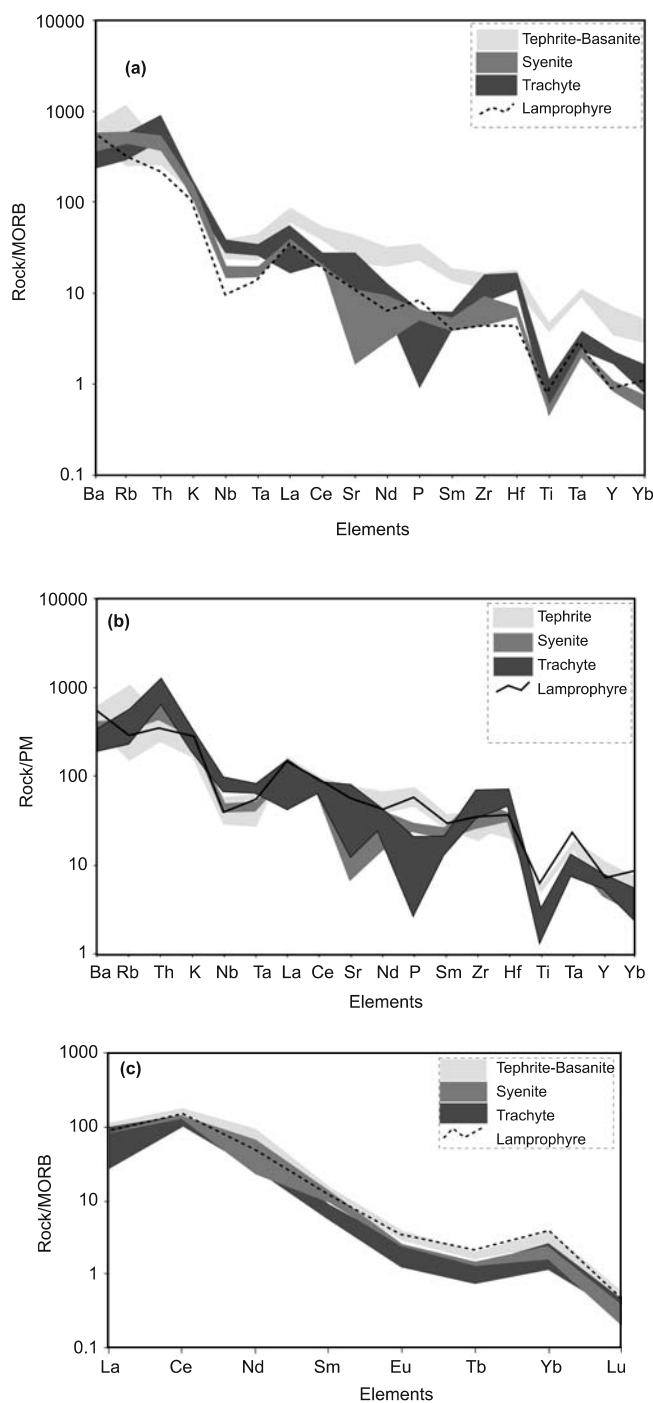 (a)
Tephrite-Basanite
Syenite
Trachyte
Lamprophyre
Rock/MORB
10000
1000
100
10
1
0.1
Ba Rb Th K Nb Ta La Ce Sr Nd P Sm Zr Hf Ti Ta Y Yb
Elements
(b)
Tephrite
Syenite
Trachyte
Lamprophyre
Rock/PM
10000
1000
100
10
1
Ba Rb Th K Nb Ta La Ce Sr Nd P Sm Zr Hf Ti Ta Y Yb
Elements
(c)
Tephrite-Basanite
Syenite
Trachyte
Lamprophyre
Rock/MORB
1000
100
10
1
0.1
La Ce Nd Sm Eu Tb Yb Lu
Elements